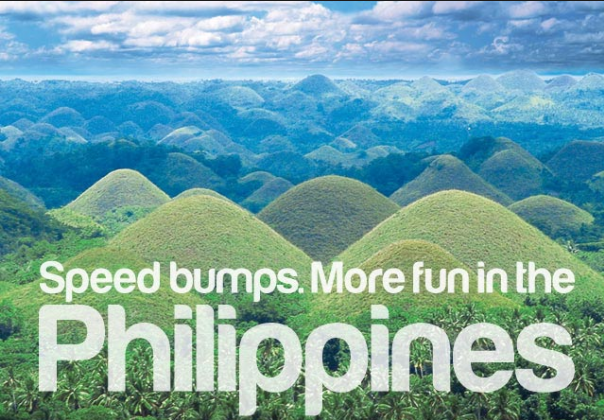 Speed bumps. More fun in the
Philippines